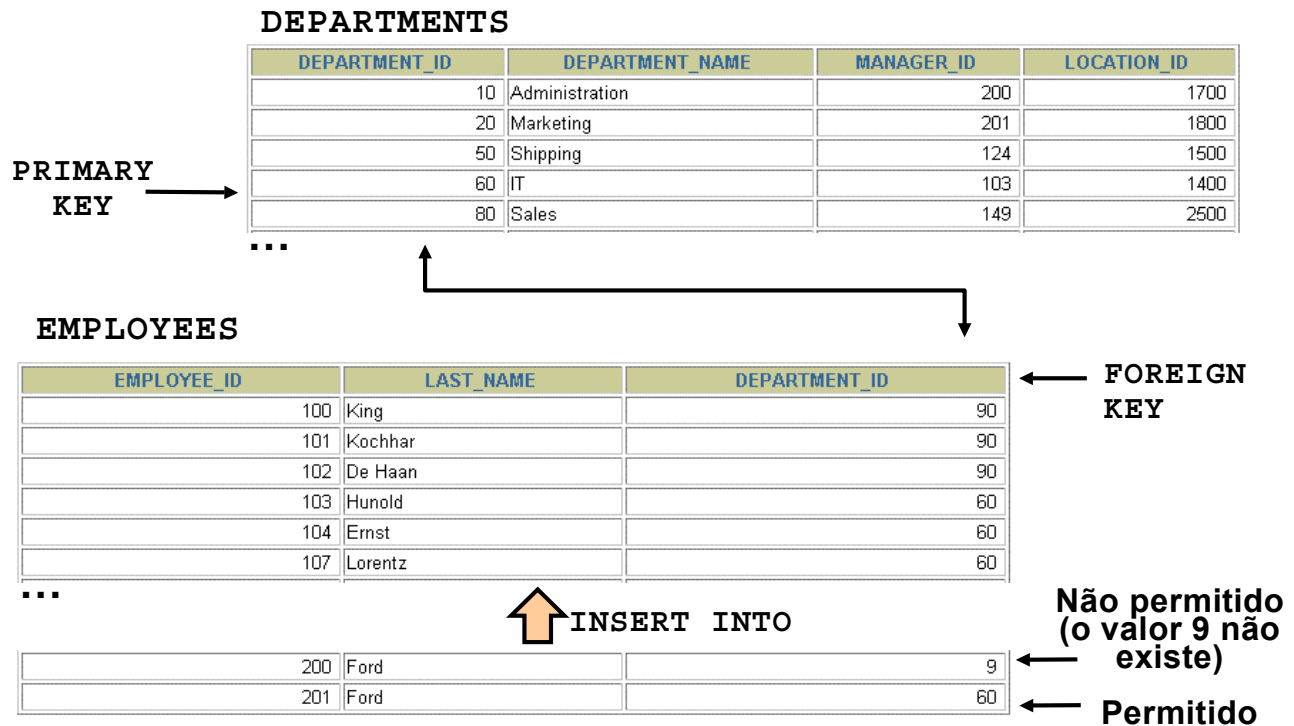 DEPARTMENTS
DEPARTMENT_ID DEPARTMENT_NAME MANAGER_ID LOCATION_ID
10 Administration 200 1700
20 Marketing 201 1800
50 Shipping 124 1500
60 IT 103 1400
80 Sales 149 2500
...
PRIMARY
KEY
EMPLOYEES
EMPLOYEE_ID LAST_NAME DEPARTMENT_ID
100 King 90
101 Kochhar 90
102 De Haan 90
103 Hunold 60
104 Ernst 60
107 Lorentz 60
...
FOREIGN
KEY
INSERT INTO
200 Ford 9
201 Ford 60
Não permitido
(o valor 9 não
existe)
Permitido